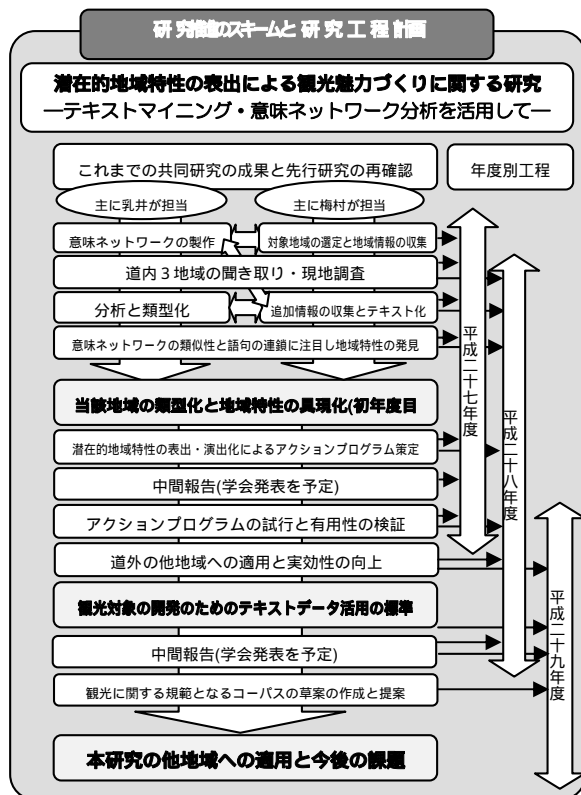 研究推進のスキームと研究工程計画
潜在的地域特性の表出による観光魅力づくりに関する研究
―テキストマイニング・意味ネットワーク分析を活用して―
これまでの共同研究の成果と先行研究の再確認
年度別工程
主に乳井が担当
主に梅村が担当
意味ネットワークの製作
対象地域の選定と地域情報の収集
道内3地域の聞き取り・現地調査
分析と類型化
追加情報の収集とテキスト化
意味ネットワークの類似性と語句の連鎖に注目し地域特性の発見
当該地域の類型化と地域特性の具現化(初年度目
潜在的地域特性の表出・演出化によるアクションプログラム策定
中間報告(学会発表を予定)
アクションプログラムの試行と有用性の検証
道外の他地域への適用と実効性の向上
観光対象の開発のためのテキストデータ活用の標準
中間報告(学会発表を予定)
観光に関する規範となるコーパスの草案の作成と提案
本研究の他地域への適用と今後の課題
平成二十七年度
平成二十八年度
平成二十九年度